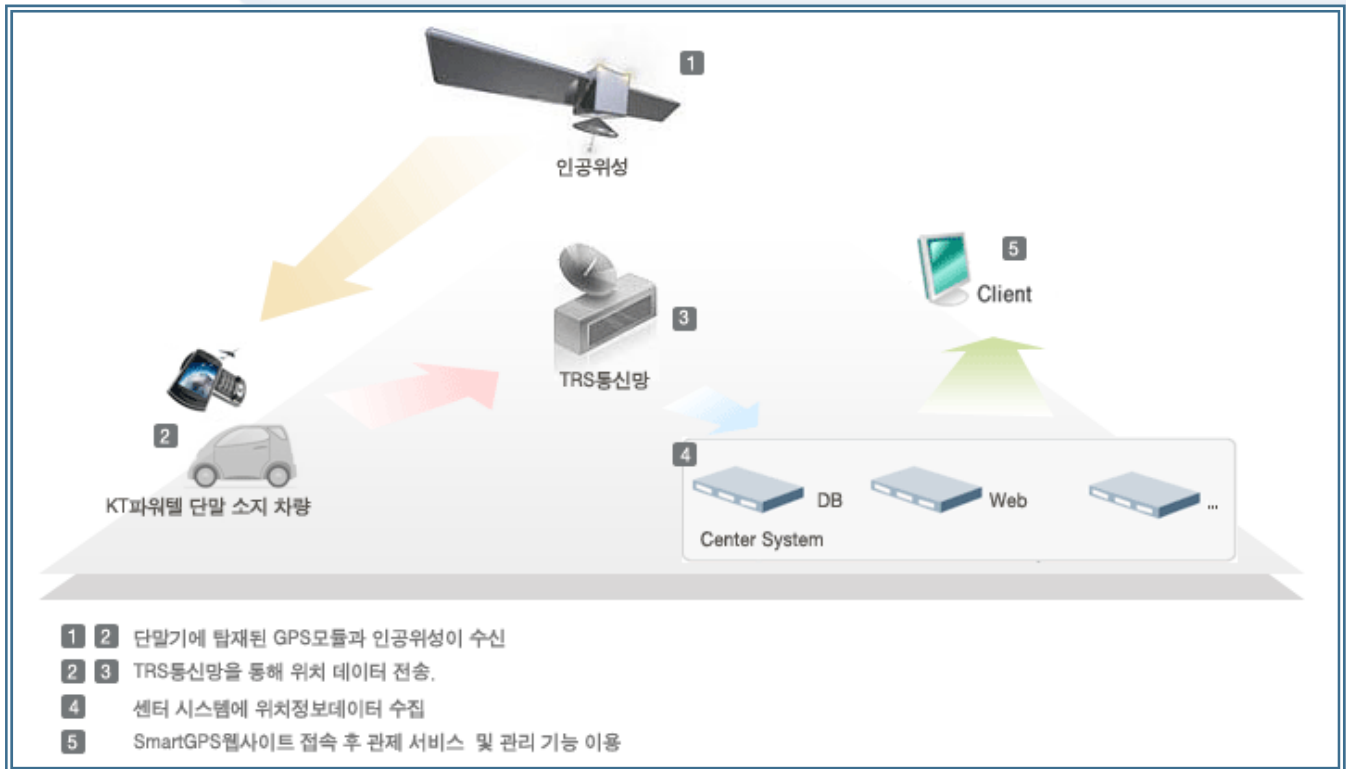 1
인공위성
5
Client
3
TRS통신망
2
KT파워텔 단말 소지 차량
4
DB
Web
...
Center System
1 2 단말기에 탑재된 GPS모듈과 인공위성이 수신
2 3 TRS통신망을 통해 위치 데이터 전송.
4 센터 시스템에 위치정보데이터 수집
5 SmartGPS웹사이트 접속 후 관제 서비스 및 관리 기능 이용